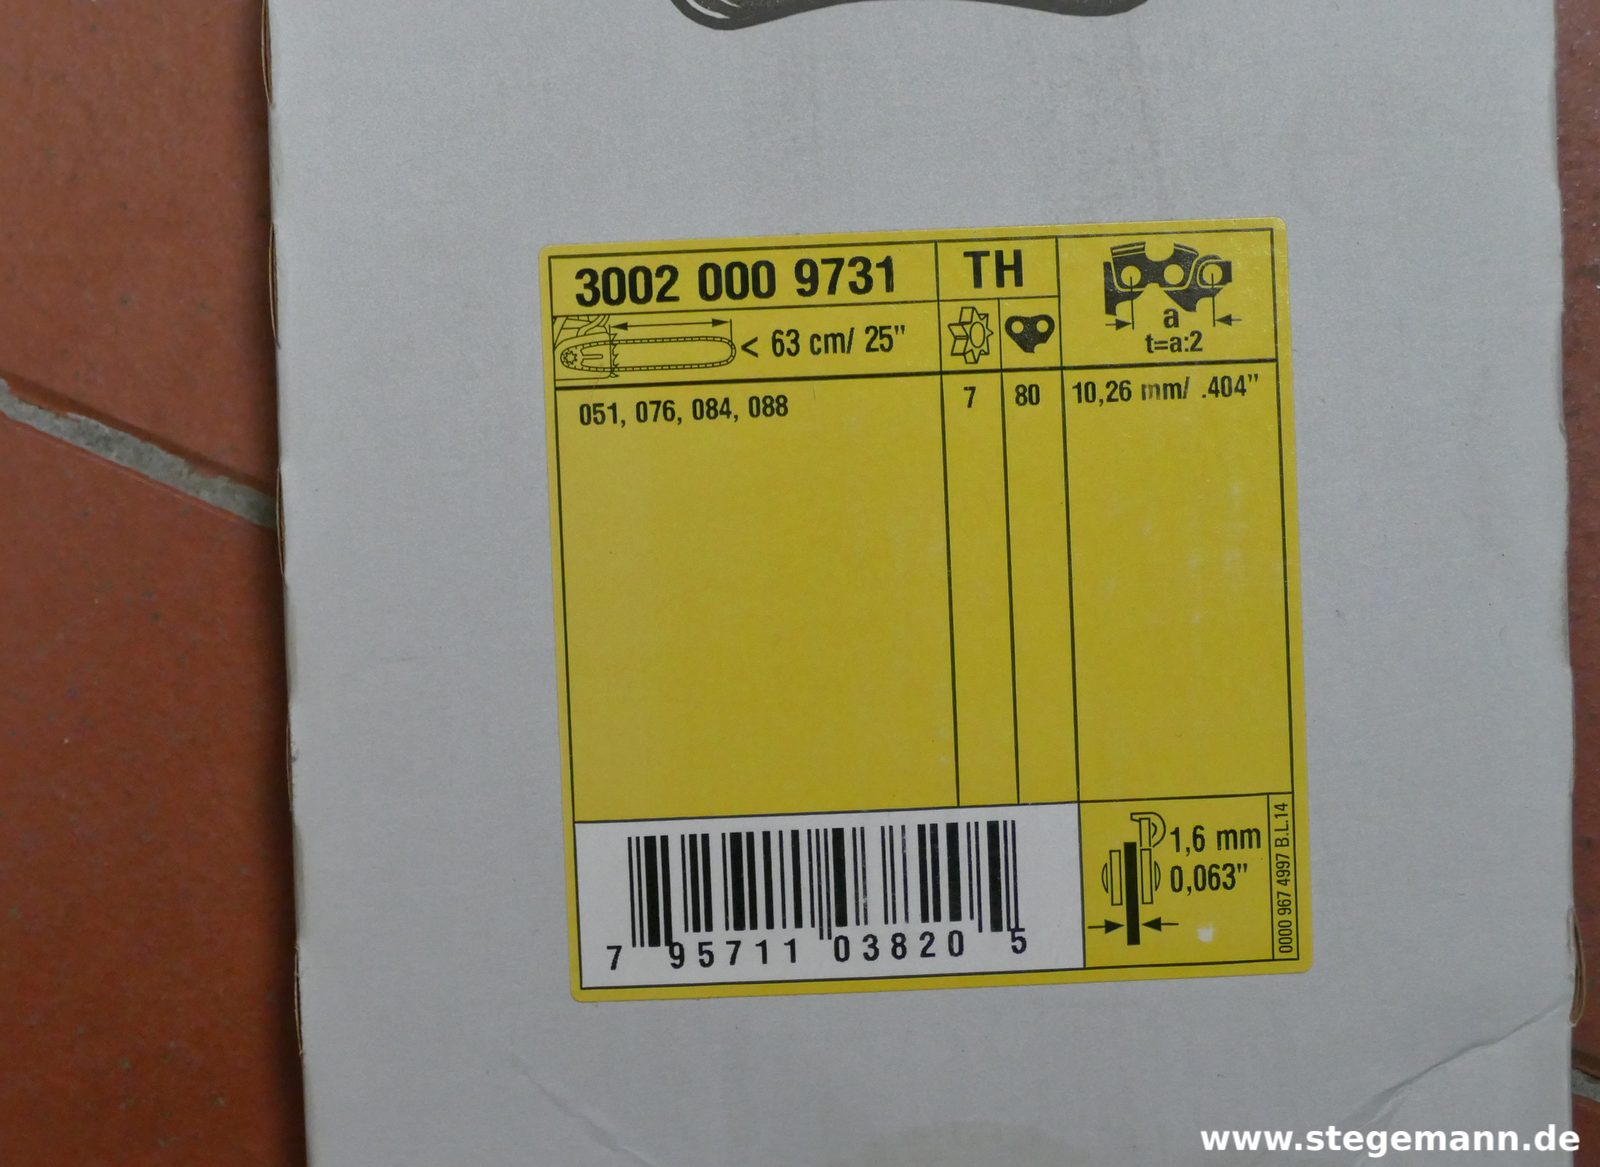 3002 000 9731
TH
< 63 cm/ 25"
a
t=a:2
051, 076, 084, 088
7
80
10,26 mm/ .404"
1,6 mm
0,063"
0000 967 4997 B.L.14
7 95711 03820 5
www.stegemann.de